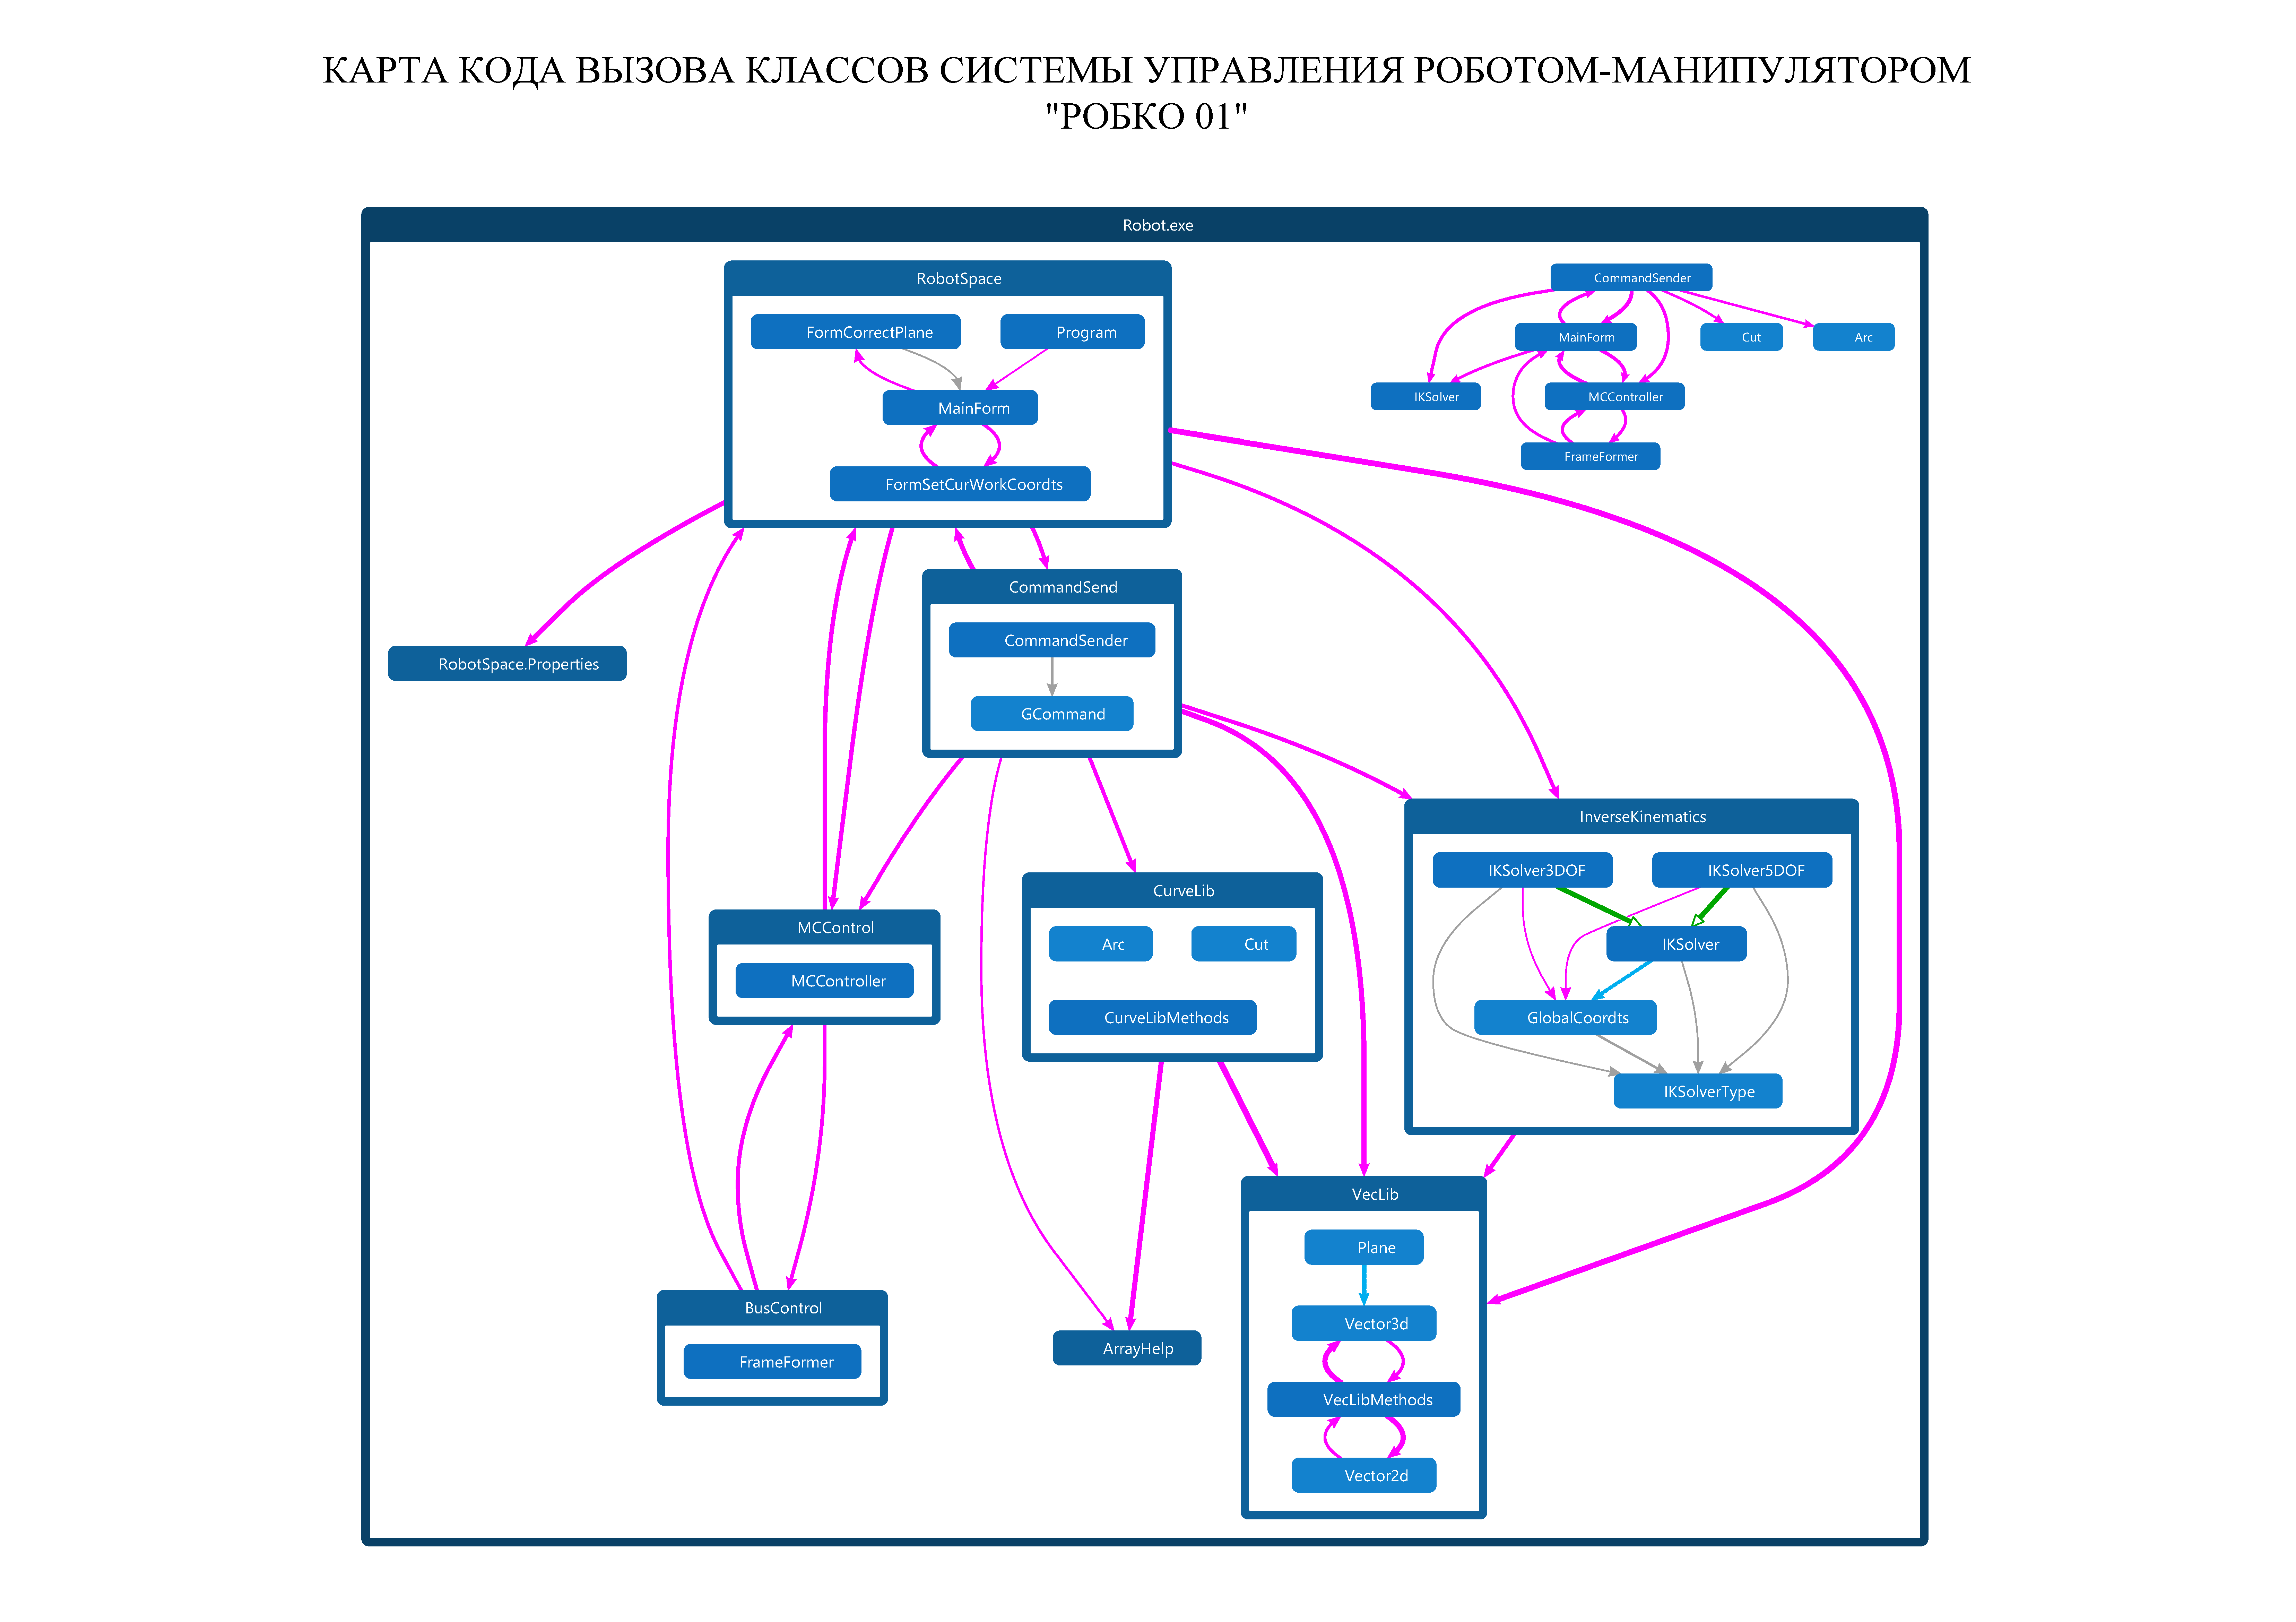 КАРТА КОДА ВЫЗОВА КЛАССОВ СИСТЕМЫ УПРАВЛЕНИЯ РОБОТОМ-МАНИПУЛЯТОРОМ
"РОБКО 01"
Robot.exe
RobotSpace
FormCorrectPlane
Program
MainForm
FormSetCurWorkCoordts
CommandSender
MainForm
Cut
Arc
IKSolver
MCController
FrameFormer
RobotSpace.Properties
CommandSend
CommandSender
GCommand
InverseKinematics
IKSolver3DOF
IKSolver5DOF
IKSolver
GlobalCoordts
IKSolverType
CurveLib
Arc
Cut
CurveLibMethods
MCControl
MCController
BusControl
FrameFormer
ArrayHelp
VecLib
Plane
Vector3d
VecLibMethods
Vector2d